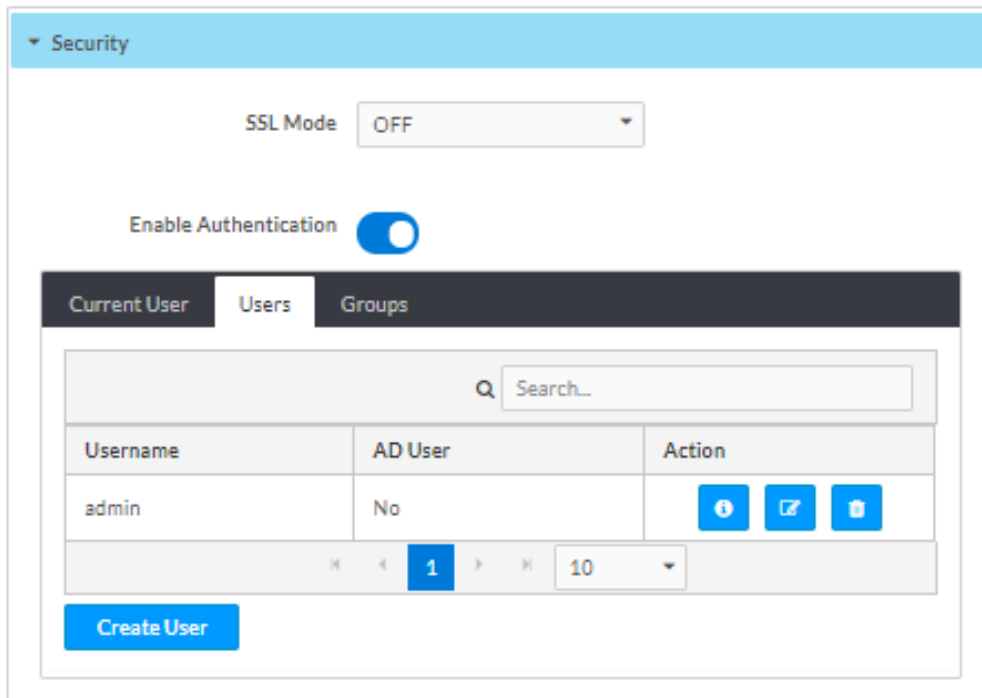 Security
SSL Mode OFF
Enable Authentication
Current User Users Groups
Search...
Username AD User Action
admin No
1 10
Create User